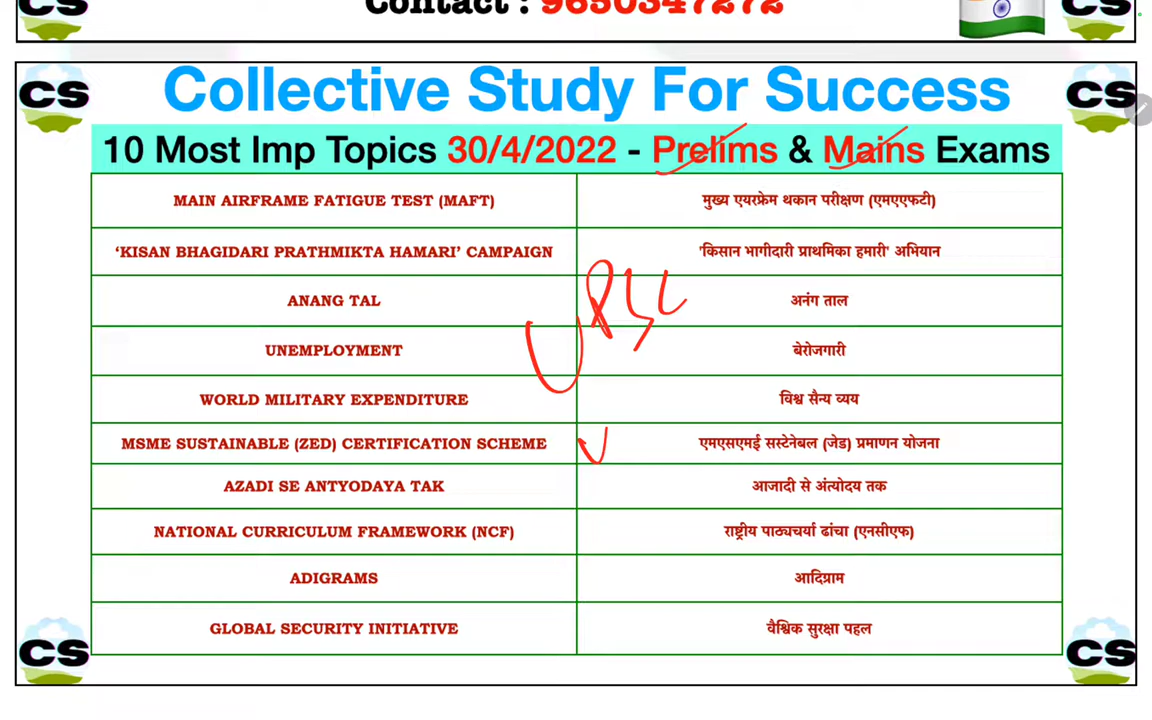 Contact : 9650347272
CS
CS
Collective Study For Success
10 Most Imp Topics 30/4/2022 - Prelims & Mains Exams
MAIN AIRFRAME FATIGUE TEST (MAFT) मुख्य एयरफ्रेम थकान परीक्षण (एमएएफटी)
‘KISAN BHAGIDARI PRATHMIKTA HAMARI’ CAMPAIGN 'किसान भागीदारी प्राथमिका हमारी' अभियान
ANANG TAL अनंग ताल
UPSC
UNEMPLOYMENT बेरोजगारी
WORLD MILITARY EXPENDITURE विश्व सैन्य व्यय
MSME SUSTAINABLE (ZED) CERTIFICATION SCHEME एमएसएमई सस्टेनेबल (जेड) प्रमाणन योजना
AZADI SE ANTYODAYA TAK आजादी से अंत्योदय तक
NATIONAL CURRICULUM FRAMEWORK (NCF) राष्ट्रीय पाठ्यचर्या ढांचा (एनसीएफ)
ADIGRAMS आदिग्राम
GLOBAL SECURITY INITIATIVE वैश्विक सुरक्षा पहल
CS
CS